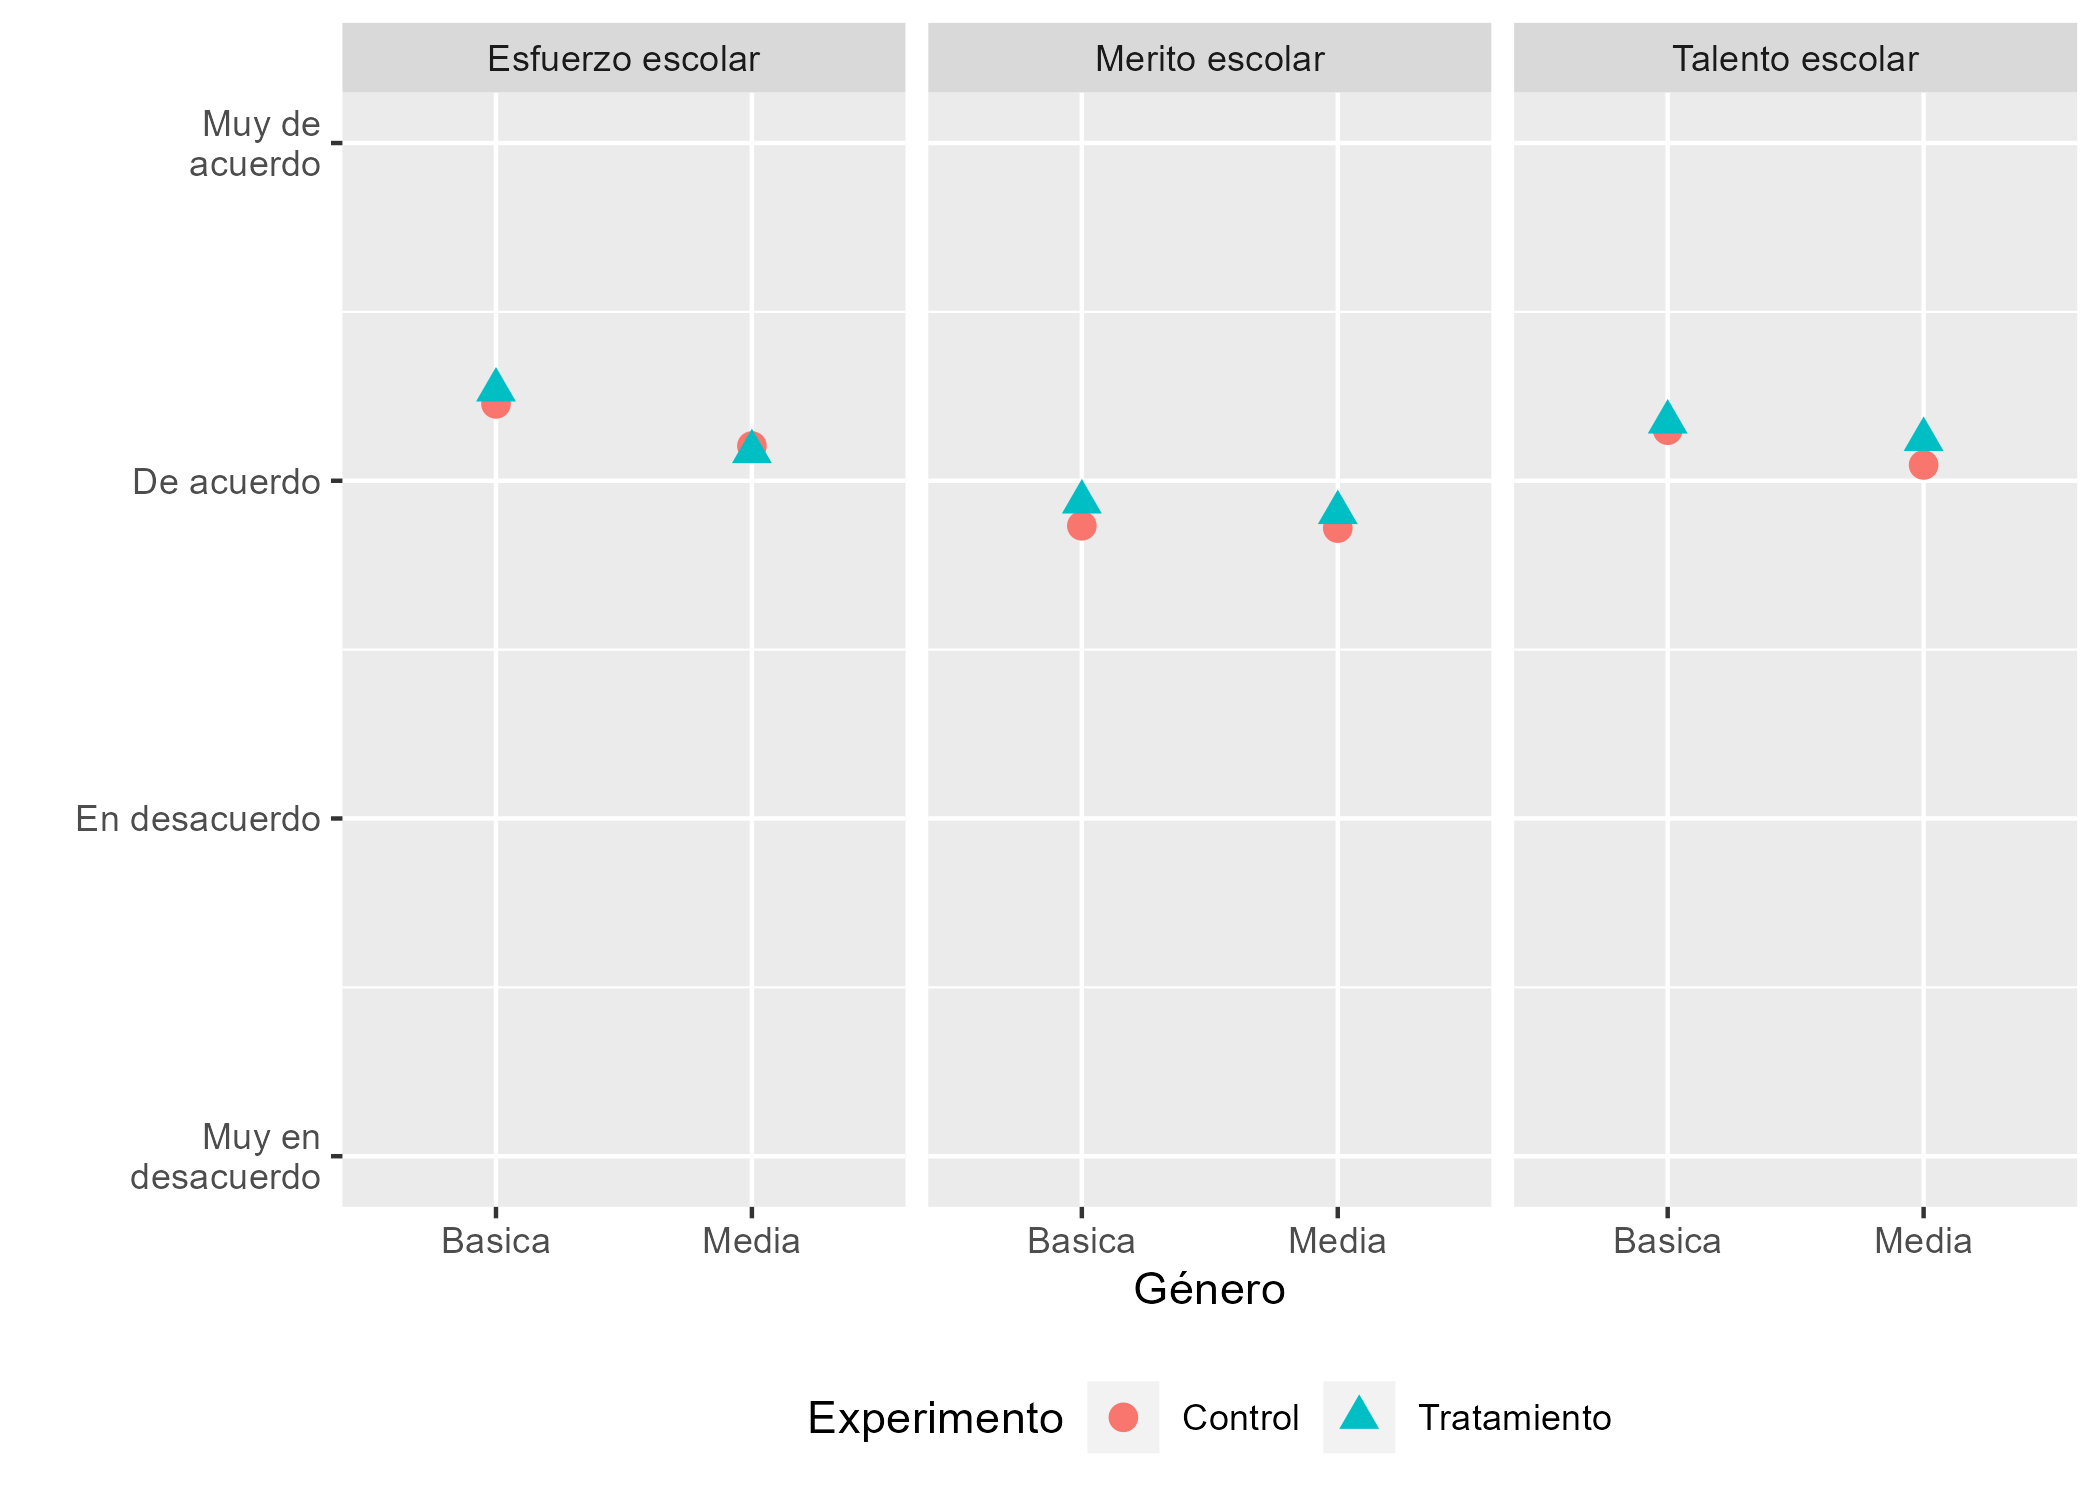 Esfuerzo escolar
Merito escolar
Talento escolar
Muy de
acuerdo
De acuerdo
En desacuerdo
Muy en
desacuerdo
Basica
Media
Basica
Media
Basica
Media
Género
Experimento
Control
Tratamiento